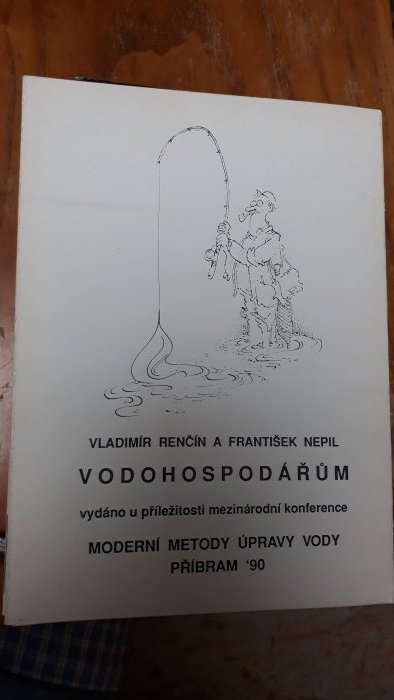 VLADIMÍR RENČÍN A FRANTIŠEK NEPIL
VODOHOSPODÁŘŮM
vydáno u příležitosti mezinárodní konference
MODERNÍ METODY ÚPRAVY VODY
PŘÍBRAM '90